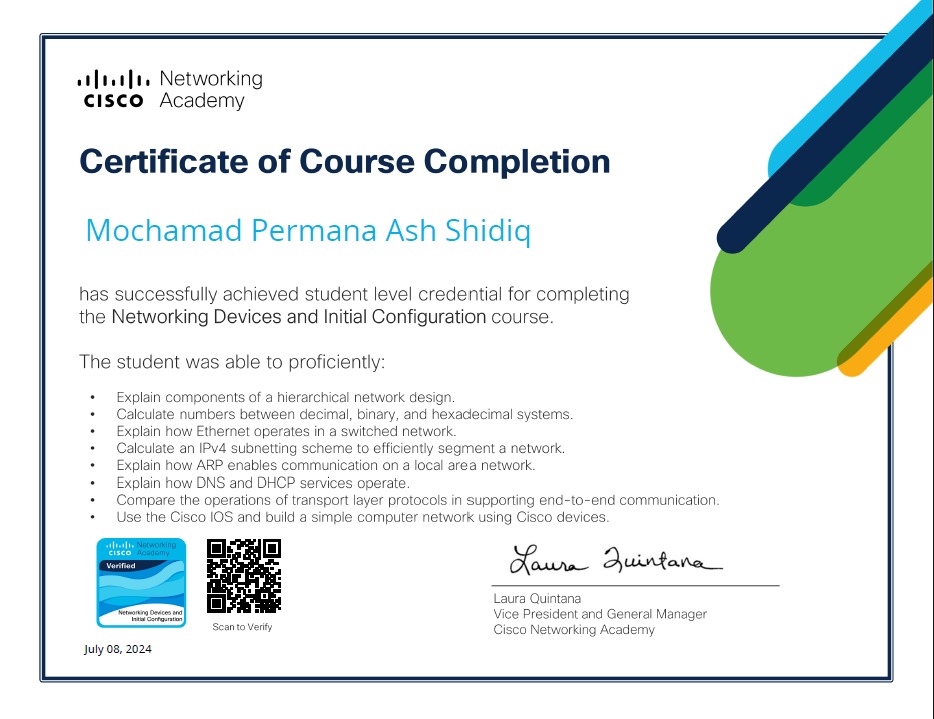 Networking
CISCO Academy
Certificate of Course Completion
Mochamad Permana Ash Shidiq
has successfully achieved student level credential for completing
the Networking Devices and Initial Configuration course.
The student was able to proficiently:
• Explain components of a hierarchical network design.
• Calculate numbers between decimal, binary, and hexadecimal systems.
• Explain how Ethernet operates in a switched network.
• Calculate an IPv4 subnetting scheme to efficiently segment a network.
• Explain how ARP enables communication on a local area network.
• Explain how DNS and DHCP services operate.
• Compare the operations of transport layer protocols in supporting end-to-end communication.
• Use the Cisco IOS and build a simple computer network using Cisco devices.
Networking
CISCO Academy
Verified
Networking Devices and
Initial Configuration
Scan to Verify
July 08, 2024
Laura Quintana
Laura Quintana
Vice President and General Manager
Cisco Networking Academy